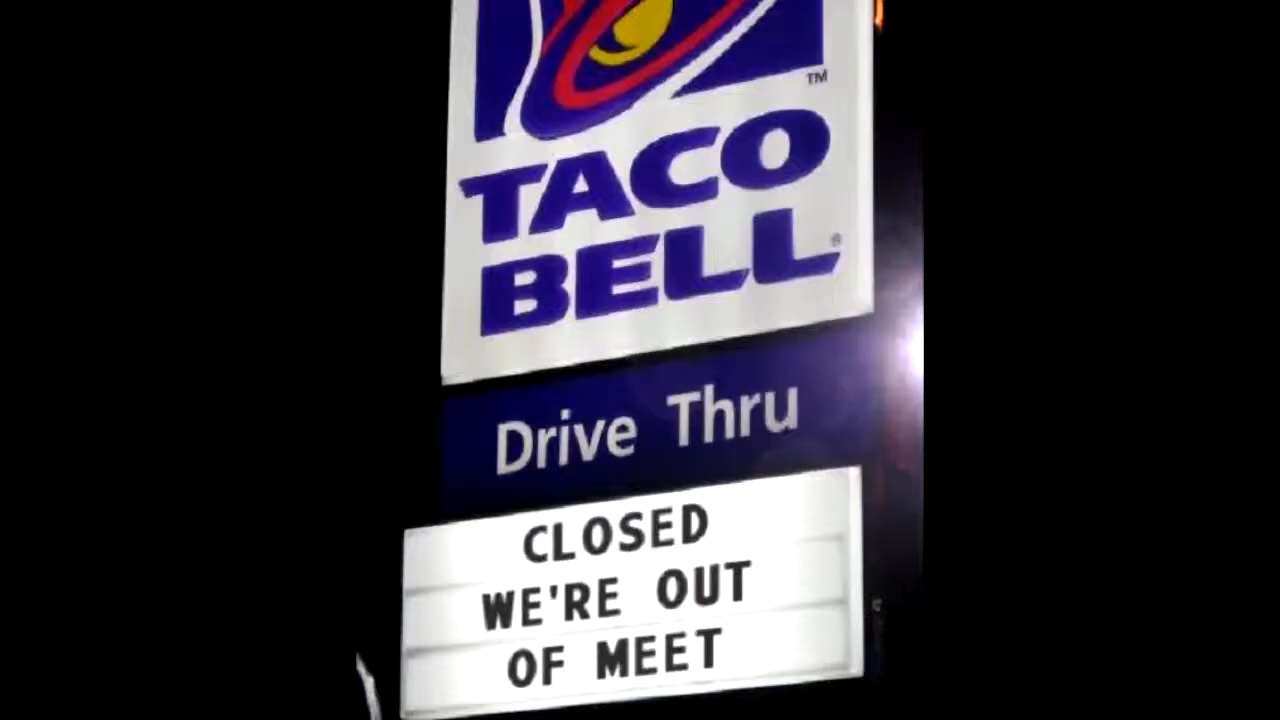 TM
TACO
BELL®
Drive Thru
CLOSED
WE'RE OUT
OF MEET